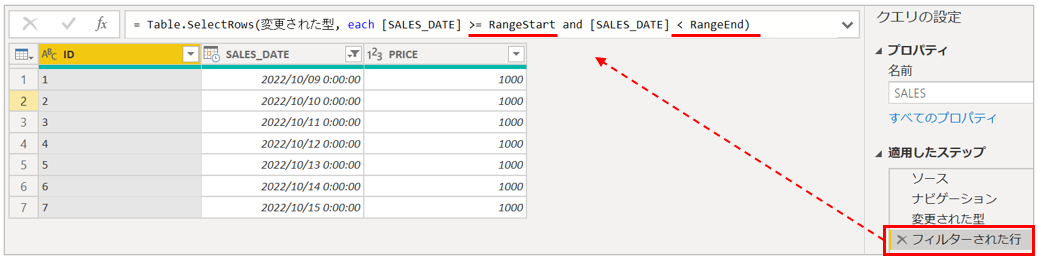 fx = Table.SelectRows(変更された型, each [SALES_DATE] >= RangeStart and [SALES_DATE] < RangeEnd)
クエリの設定
プロパティ
名前
SALES
すべてのプロパティ
適用したステップ
ソース
ナビゲーション
変更された型
フィルターされた行
ABC ID SALES_DATE 123 PRICE
1 1 2022/10/09 0:00:00 1000
2 2 2022/10/10 0:00:00 1000
3 3 2022/10/11 0:00:00 1000
4 4 2022/10/12 0:00:00 1000
5 5 2022/10/13 0:00:00 1000
6 6 2022/10/14 0:00:00 1000
7 7 2022/10/15 0:00:00 1000